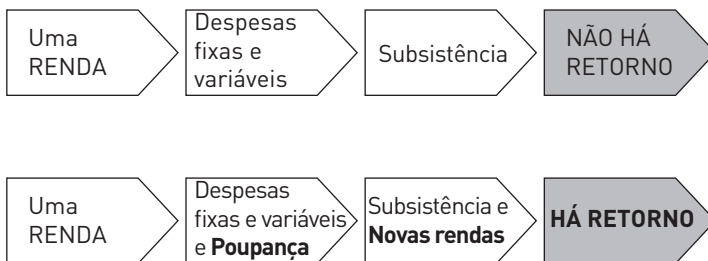 Uma
RENDA
Despesas
fixas e
variáveis
Subsistência
NÃO HÁ
RETORNO
Uma
RENDA
Despesas
fixas e variáveis
e Poupança
Subsistência e
Novas rendas
HÁ RETORNO